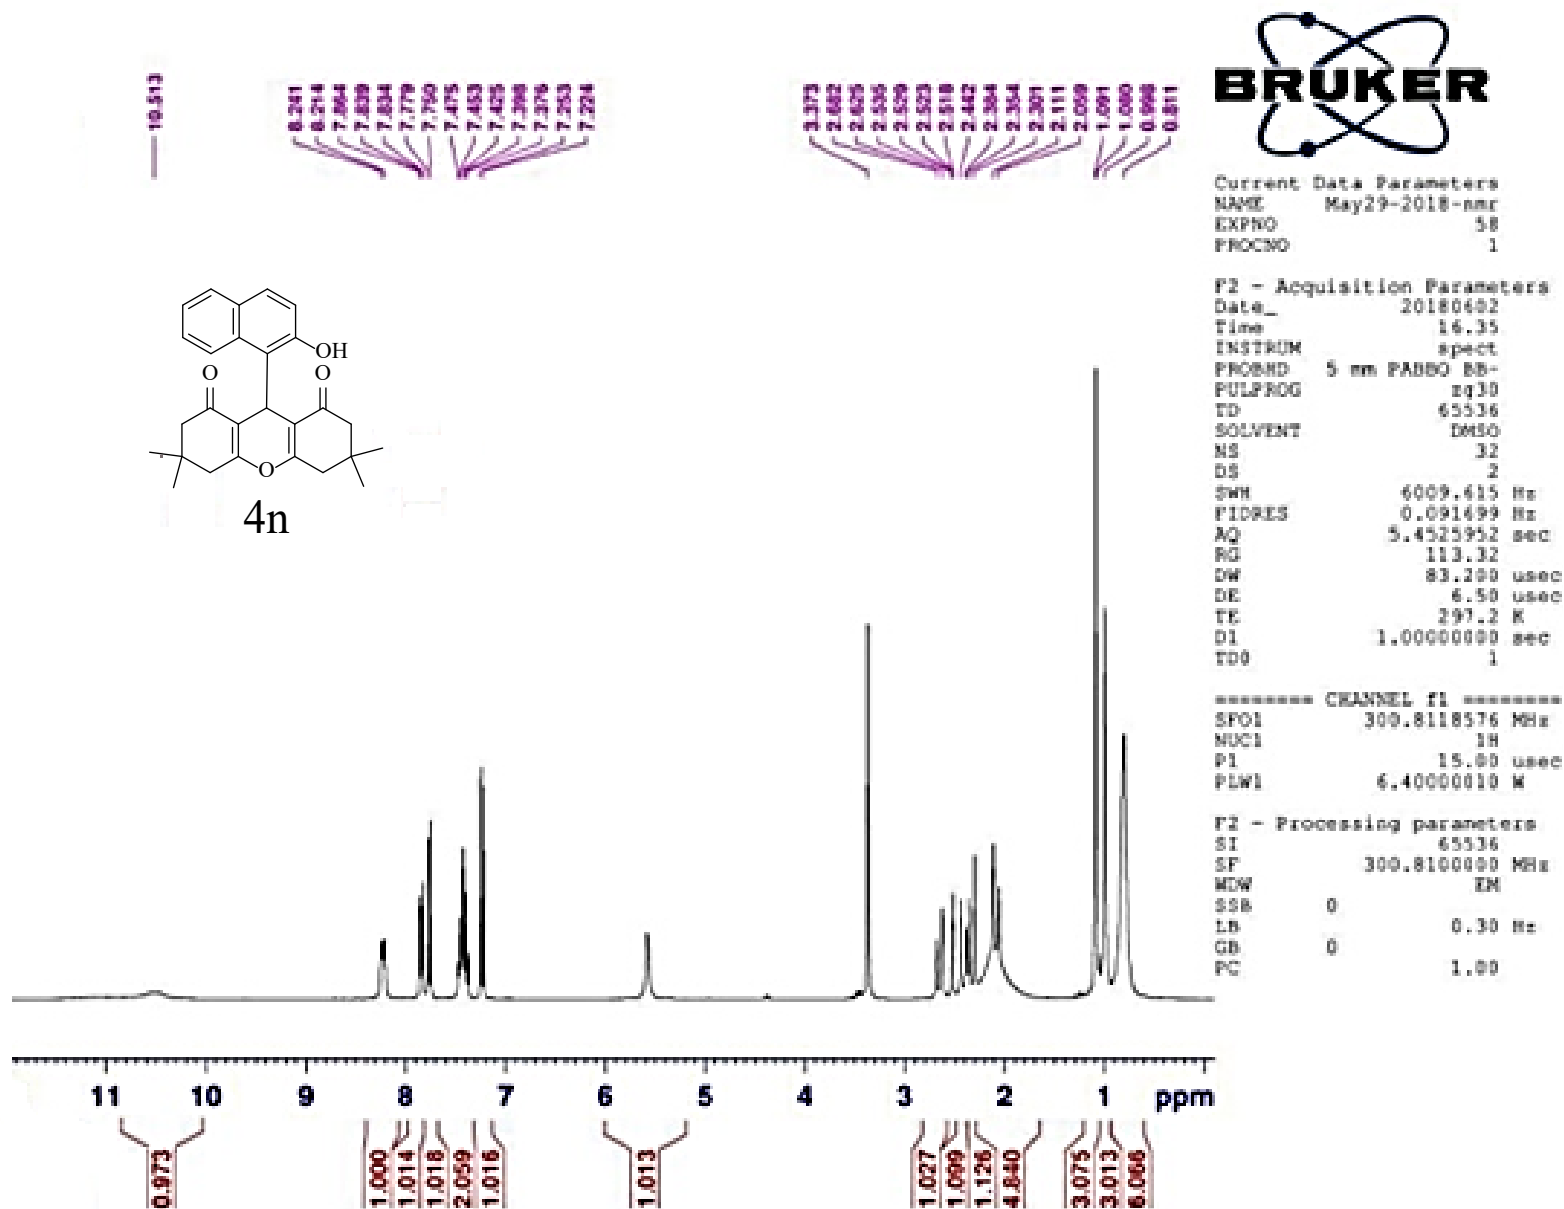 10.513
8.241
8.214
7.864
7.839
7.834
7.779
7.750
7.475
7.453
7.425
7.398
7.376
7.253
7.224
3.373
2.682
2.625
2.535
2.529
2.523
2.518
2.442
2.384
2.354
2.301
2.111
2.059
1.091
1.080
0.998
0.811
BRUKER
Current Data Parameters
NAME May29-2018-nmr
EXPNO 58
PROCNO 1
F2 - Acquisition Parameters
Date_ 20180602
Time 16.35
INSTRUM spect
PROBHD 5 mm PABBO BB-
PULPROG zg30
TD 65536
SOLVENT DMSO
NS 32
DS 2
SWH 6009.615 Hz
FIDRES 0.091699 Hz
AQ 5.4525952 sec
RG 113.32
DW 83.200 usec
DE 6.50 usec
TE 297.2 K
D1 1.00000000 sec
TD0 1
======== CHANNEL f1 ========
SFO1 300.8118576 MHz
NUC1 1H
P1 15.00 usec
PLW1 6.40000010 W
F2 - Processing parameters
SI 65536
SF 300.8100000 MHz
WDW EM
SSB 0
LB 0.30 Hz
GB 0
PC 1.00
OH
O O
O
4n
11 10 9 8 7 6 5 4 3 2 1 ppm
0.973
1.000
1.014
1.018
2.059
1.016
1.013
1.027
1.099
1.126
4.840
3.075
3.013
6.066